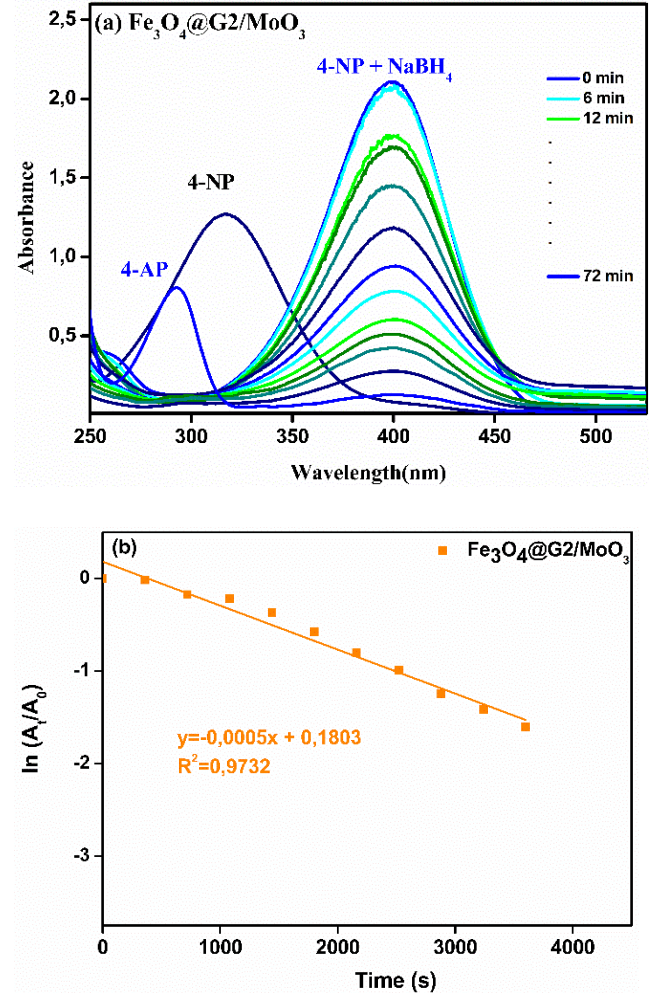 (a) Fe₃O₄@G2/MoO₃
2,5
2,0
1,5
1,0
0,5
Absorbance
4-NP + NaBH₄
4-NP
4-AP
0 min
6 min
12 min
72 min
250 300 350 400 450 500
Wavelength(nm)
(b)
Fe₃O₄@G2/MoO₃
0
-1
-2
-3
ln (Aₜ/A₀)
y=-0,0005x + 0,1803
R²=0,9732
0 1000 2000 3000 4000
Time (s)